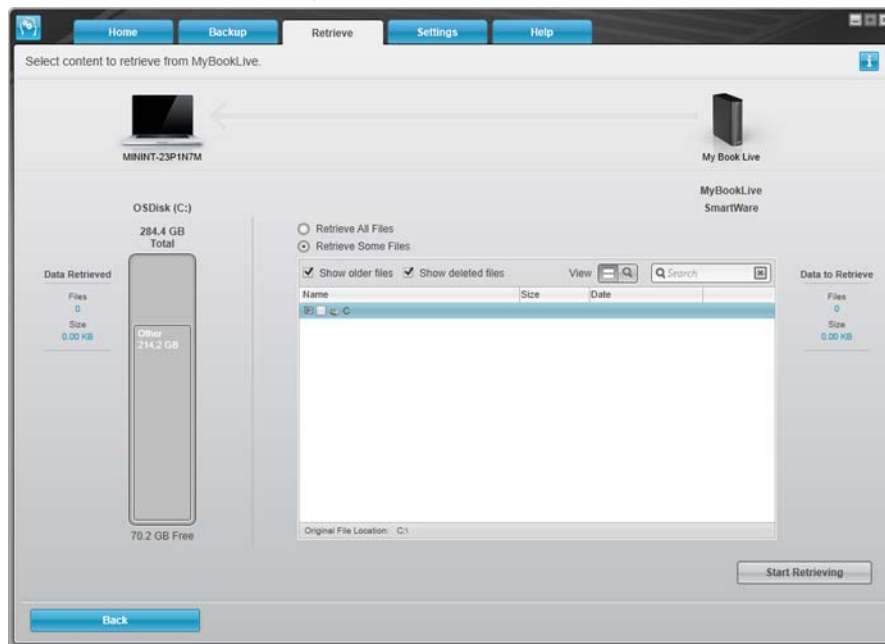 Home Backup Retrieve Settings Help
Select content to retrieve from MyBookLive.
MININT-23P1N7M
My Book Live
MyBookLive
SmartWare
OSDisk (C:)
284.4 GB
Total
Retrieve All Files
Retrieve Some Files
Show older files Show deleted files View Search
Name Size Date
C
Data Retrieved
Files
0
Size
0.00 KB
Other
214.2 GB
Data to Retrieve
Files
0
Size
0.00 KB
70.2 GB Free
Original File Location: C:\
Start Retrieving
Back